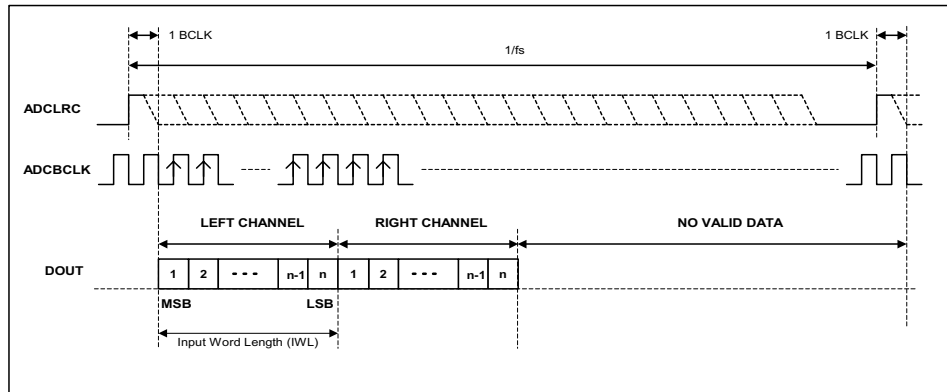 1 BCLK 1 BCLK
1/fs
ADCLRC
ADCBCLK
LEFT CHANNEL RIGHT CHANNEL NO VALID DATA
DOUT 1 2 - - - n-1 n 1 2 - - - n-1 n
MSB LSB
Input Word Length (IWL)